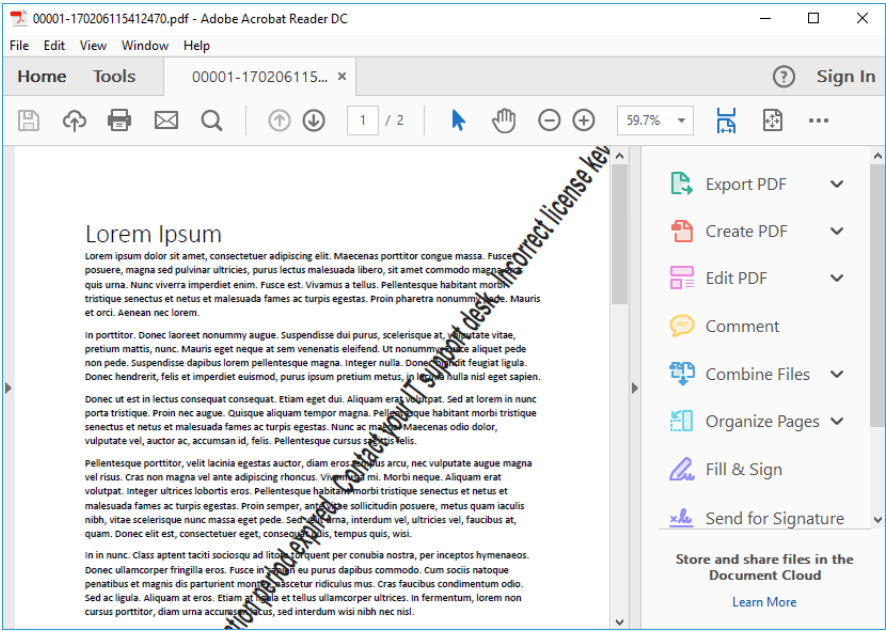 00001-170206115412470.pdf - Adobe Acrobat Reader DC
File Edit View Window Help
Home Tools 00001-170206115... × ? Sign In
1 / 2 59.7%
Lorem Ipsum
Lorem ipsum dolor sit amet, consectetuer adipiscing elit. Maecenas porttitor congue massa. Fusce
posuere, magna sed pulvinar ultricies, purus lectus malesuada libero, sit amet commodo magna eros
quis urna. Nunc viverra imperdiet enim. Fusce est. Vivamus a tellus. Pellentesque habitant morbi
tristique senectus et netus et malesuada fames ac turpis egestas. Proin pharetra nonummy pede. Mauris
et orci. Aenean nec lorem.
In porttitor. Donec laoreet nonummy augue. Suspendisse dui purus, scelerisque at, vulputate vitae,
pretium mattis, nunc. Mauris eget neque at sem venenatis eleifend. Ut nonummy. Fusce aliquet pede
non pede. Suspendisse dapibus lorem pellentesque magna. Integer nulla. Donec blandit feugiat ligula.
Donec hendrerit, felis et imperdiet euismod, purus ipsum pretium metus, in lacinia nulla nisl eget sapien.
Donec ut est in lectus consequat consequat. Etiam eget dui. Aliquam erat volutpat. Sed at lorem in nunc
porta tristique. Proin nec augue. Quisque aliquam tempor magna. Pellentesque habitant morbi tristique
senectus et netus et malesuada fames ac turpis egestas. Nunc ac magna. Maecenas odio dolor,
vulputate vel, auctor ac, accumsan id, felis. Pellentesque cursus sagittis felis.
Pellentesque porttitor, velit lacinia egestas auctor, diam eros tempus arcu, nec vulputate augue magna
vel risus. Cras non magna vel ante adipiscing rhoncus. Vivamus a mi. Morbi neque. Aliquam erat
volutpat. Integer ultrices lobortis eros. Pellentesque habitant morbi tristique senectus et netus et
malesuada fames ac turpis egestas. Proin semper, ante vitae sollicitudin posuere, metus quam iaculis
nibh, vitae scelerisque nunc massa eget pede. Sed velit urna, interdum vel, ultricies vel, faucibus at,
quam. Donec elit est, consectetuer eget, consequat quis, tempus quis, wisi.
In in nunc. Class aptent taciti sociosqu ad litora torquent per conubia nostra, per inceptos hymenaeos.
Donec ullamcorper fringilla eros. Fusce in sapien eu purus dapibus commodo. Cum sociis natoque
penatibus et magnis dis parturient montes, nascetur ridiculus mus. Cras faucibus condimentum odio.
Sed ac ligula. Aliquam at eros. Etiam at ligula et tellus ullamcorper ultrices. In fermentum, lorem non
cursus porttitor, diam urna accumsan lacus, sed interdum wisi nibh nec nisl.
period expired. Contact your IT support desk. Incorrect license key
Export PDF
Create PDF
Edit PDF
Comment
Combine Files
Organize Pages
Fill & Sign
Send for Signature
Store and share files in the
Document Cloud
Learn More